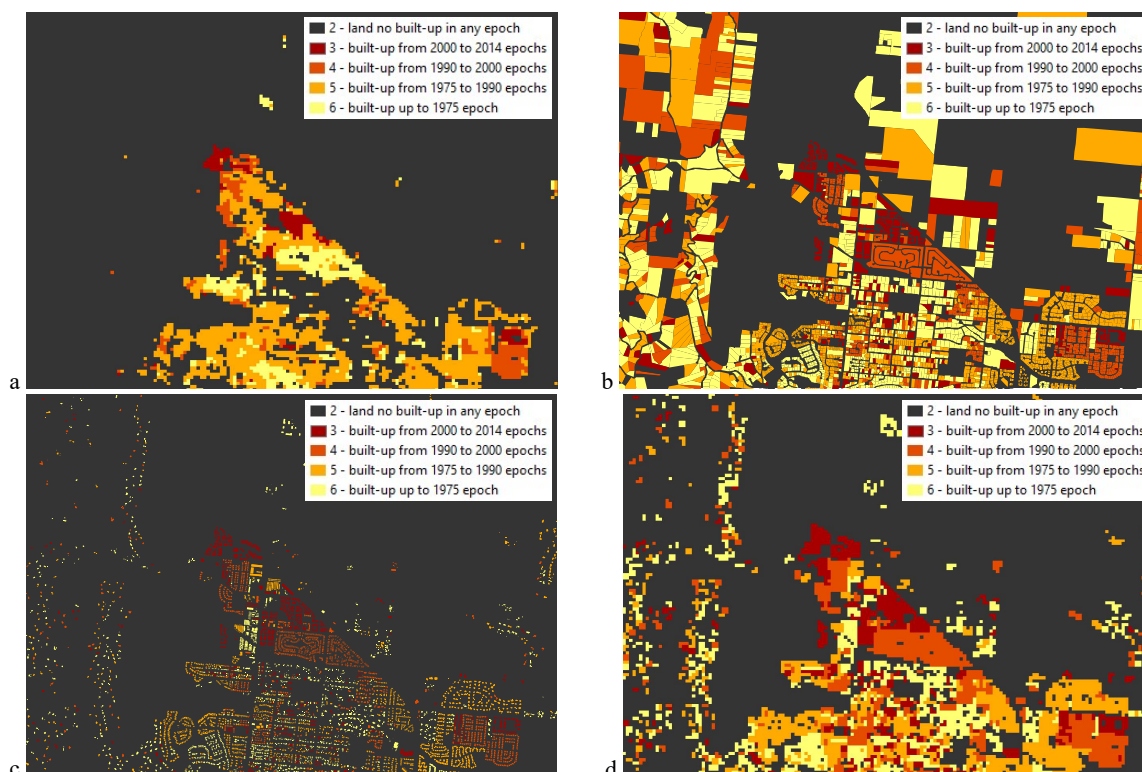 2 - land no built-up in any epoch
3 - built-up from 2000 to 2014 epochs
4 - built-up from 1990 to 2000 epochs
5 - built-up from 1975 to 1990 epochs
6 - built-up up to 1975 epoch
a
2 - land no built-up in any epoch
3 - built-up from 2000 to 2014 epochs
4 - built-up from 1990 to 2000 epochs
5 - built-up from 1975 to 1990 epochs
6 - built-up up to 1975 epoch
b
2 - land no built-up in any epoch
3 - built-up from 2000 to 2014 epochs
4 - built-up from 1990 to 2000 epochs
5 - built-up from 1975 to 1990 epochs
6 - built-up up to 1975 epoch
c
2 - land no built-up in any epoch
3 - built-up from 2000 to 2014 epochs
4 - built-up from 1990 to 2000 epochs
5 - built-up from 1975 to 1990 epochs
6 - built-up up to 1975 epoch
d